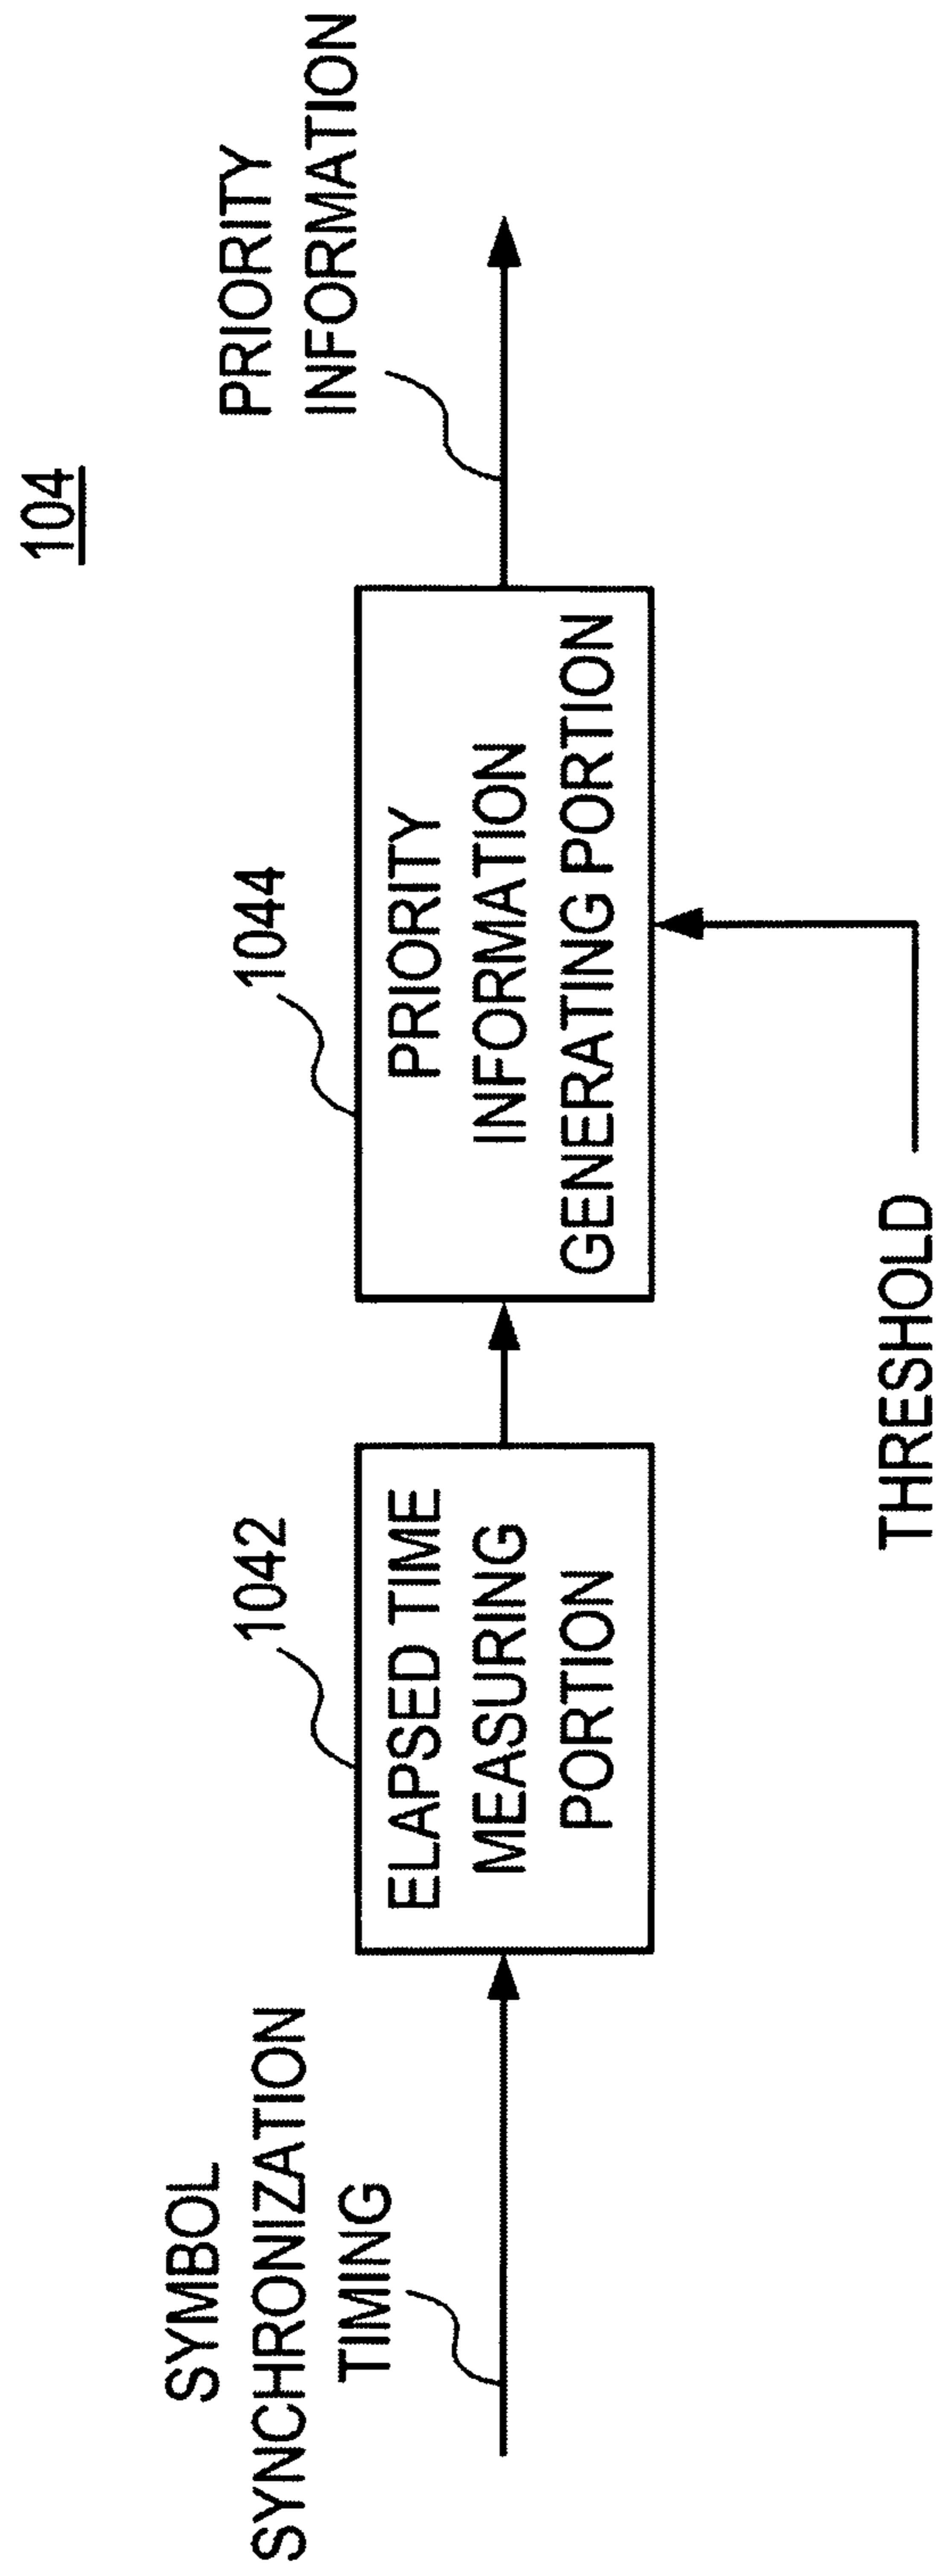 104
SYMBOL
SYNCHRONIZATION
TIMING
1042
ELAPSED TIME
MEASURING
PORTION
1044
PRIORITY
INFORMATION
GENERATING PORTION
PRIORITY
INFORMATION
THRESHOLD